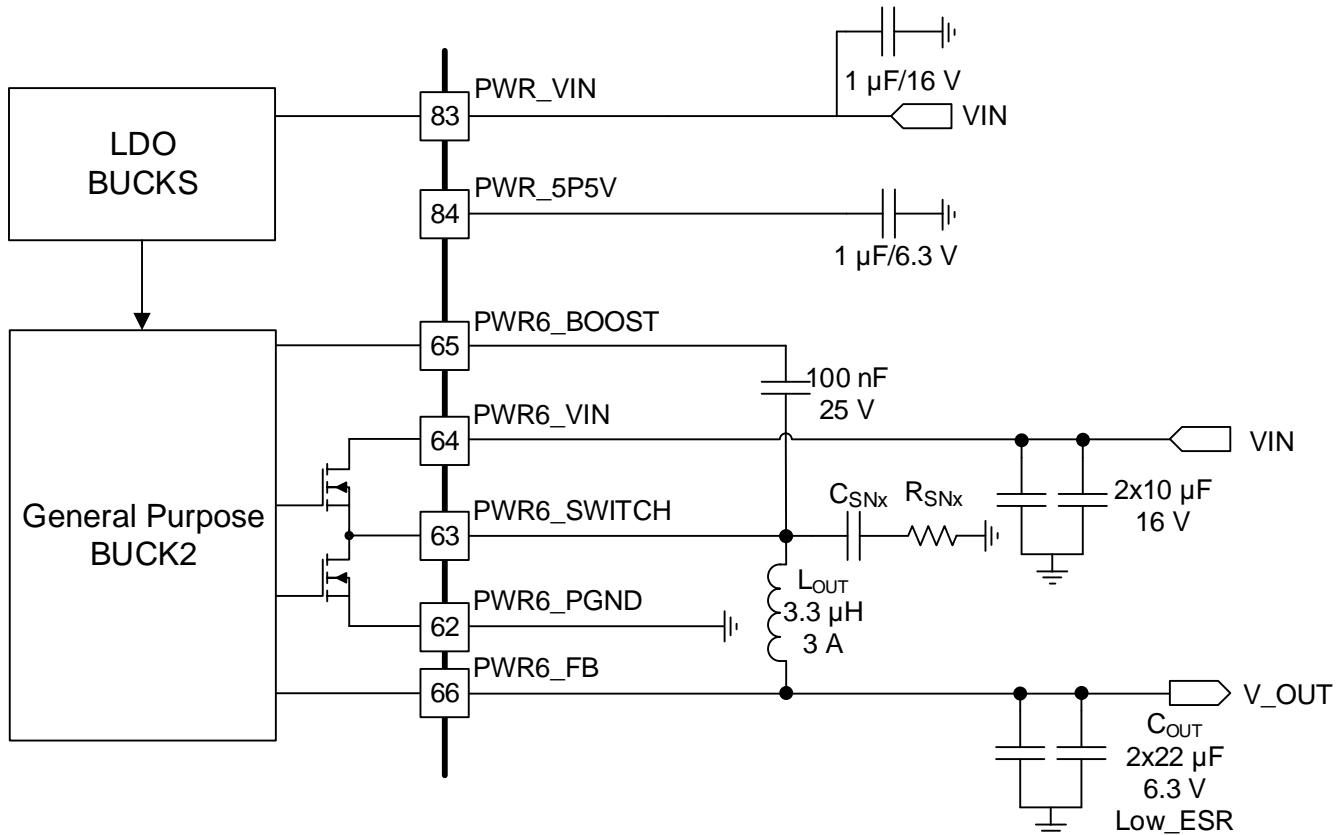 1 µF/16 V
PWR_VIN
83
VIN
LDO
BUCKS
PWR_5P5V
84
1 µF/6.3 V
PWR6_BOOST
65
100 nF
25 V
PWR6_VIN
64
VIN
2x10 µF
16 V
General Purpose
BUCK2
PWR6_SWITCH
63
CSNx
RSNx
LOUT
3.3 µH
3 A
PWR6_PGND
62
PWR6_FB
66
V_OUT
COUT
2x22 µF
6.3 V
Low_ESR